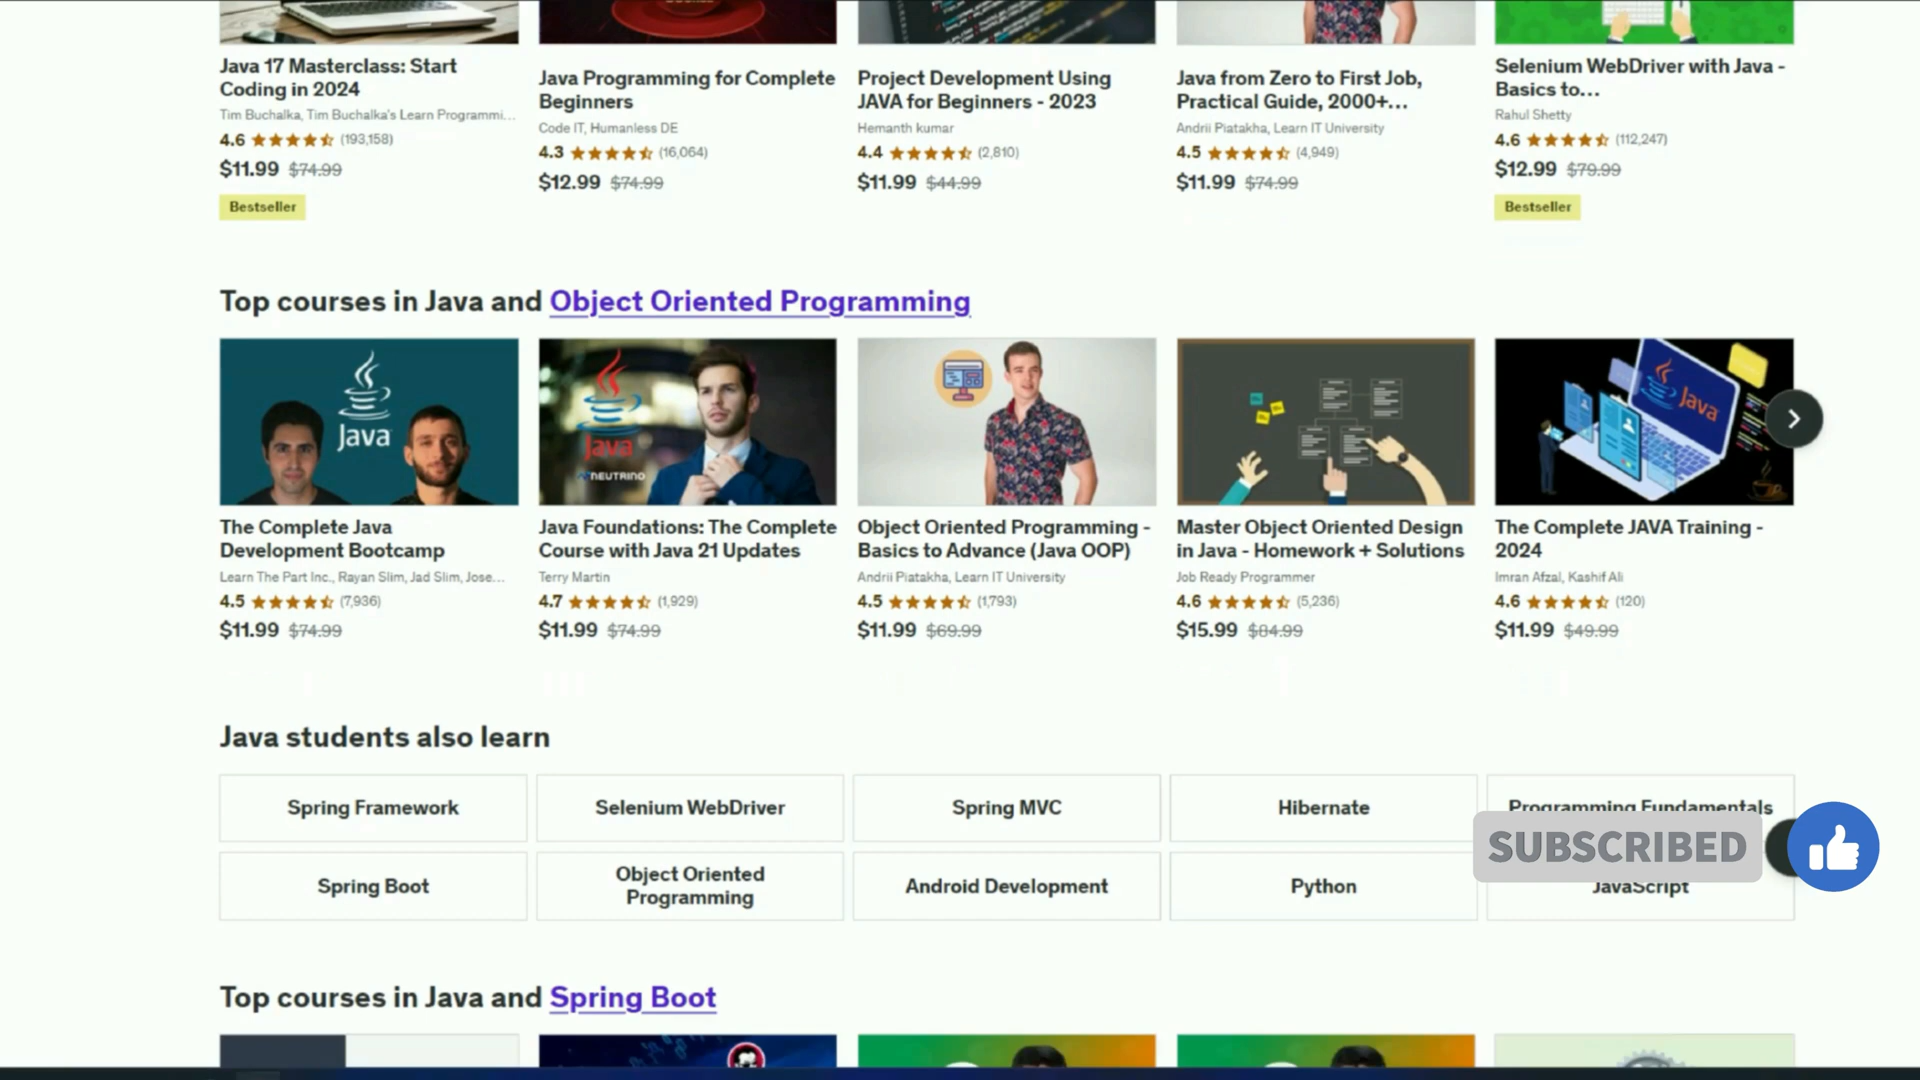 Java 17 Masterclass: Start
Coding in 2024
Tim Buchalka, Tim Buchalka's Learn Programmi...
4.6 (193,158)
$11.99 $74.99
Bestseller
Java Programming for Complete
Beginners
Code IT, Humanless DE
4.3 (16,064)
$12.99 $74.99
Project Development Using
JAVA for Beginners - 2023
Hemanth kumar
4.4 (2,810)
$11.99 $44.99
Java from Zero to First Job,
Practical Guide, 2000+...
Andrii Piatakha, Learn IT University
4.5 (4,949)
$11.99 $74.99
Selenium WebDriver with Java -
Basics to...
Rahul Shetty
4.6 (112,247)
$12.99 $79.99
Bestseller
Top courses in Java and Object Oriented Programming
Java
Java
NEUTRINO
Java
The Complete Java
Development Bootcamp
Learn The Part Inc., Rayan Slim, Jad Slim, Jose...
4.5 (7,936)
$11.99 $74.99
Java Foundations: The Complete
Course with Java 21 Updates
Terry Martin
4.7 (1,929)
$11.99 $74.99
Object Oriented Programming -
Basics to Advance (Java OOP)
Andrii Piatakha, Learn IT University
4.5 (1,793)
$11.99 $69.99
Master Object Oriented Design
in Java - Homework + Solutions
Job Ready Programmer
4.6 (5,236)
$15.99 $84.99
The Complete JAVA Training -
2024
Imran Afzal, Kashif Ali
4.6 (120)
$11.99 $49.99
Java students also learn
Spring Framework
Selenium WebDriver
Spring MVC
Hibernate
Programming Fundamentals
Spring Boot
Object Oriented
Programming
Android Development
Python
JavaScript
SUBSCRIBED
Top courses in Java and Spring Boot